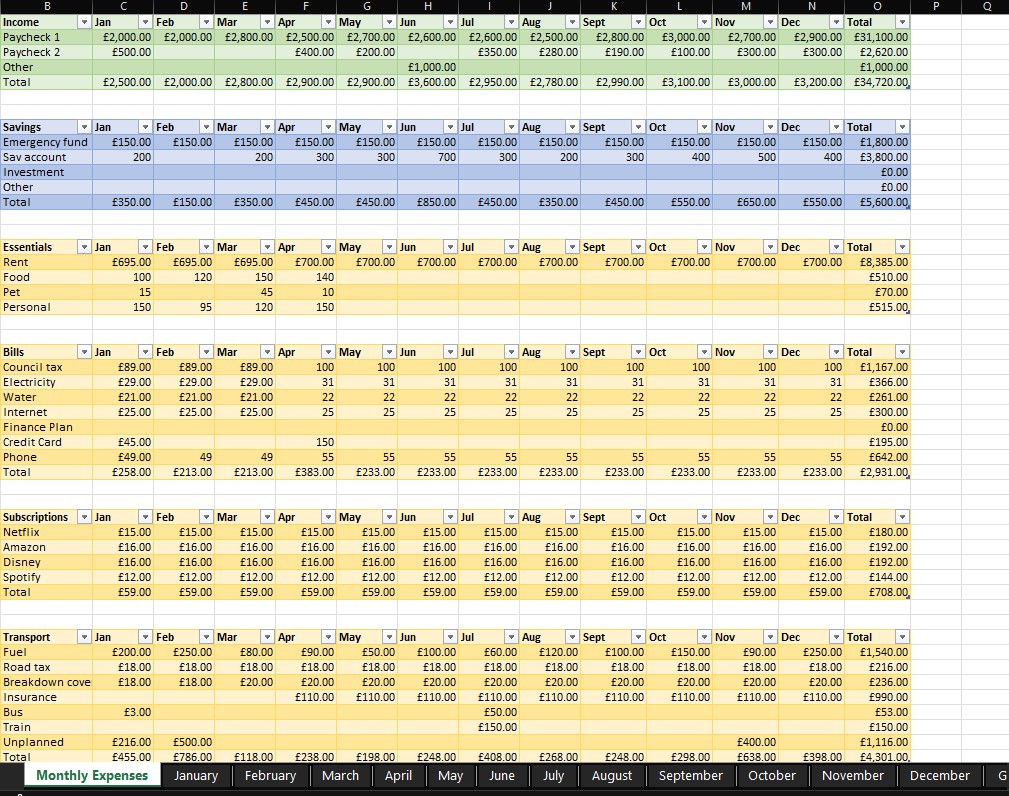 B C D E F G H I J K L M N O P Q
Income Jan Feb Mar Apr May Jun Jul Aug Sept Oct Nov Dec Total
Paycheck 1 £2,000.00 £2,000.00 £2,800.00 £2,500.00 £2,700.00 £2,600.00 £2,600.00 £2,500.00 £2,800.00 £3,000.00 £2,700.00 £2,900.00 £31,100.00
Paycheck 2 £500.00 £400.00 £200.00 £350.00 £280.00 £190.00 £100.00 £300.00 £300.00 £2,620.00
Other £1,000.00 £1,000.00
Total £2,500.00 £2,000.00 £2,800.00 £2,900.00 £2,900.00 £3,600.00 £2,950.00 £2,780.00 £2,990.00 £3,100.00 £3,000.00 £3,200.00 £34,720.00
Savings Jan Feb Mar Apr May Jun Jul Aug Sept Oct Nov Dec Total
Emergency fund £150.00 £150.00 £150.00 £150.00 £150.00 £150.00 £150.00 £150.00 £150.00 £150.00 £150.00 £150.00 £1,800.00
Sav account 200 200 300 300 700 300 200 300 400 500 400 £3,800.00
Investment £0.00
Other £0.00
Total £350.00 £150.00 £350.00 £450.00 £450.00 £850.00 £450.00 £350.00 £450.00 £550.00 £650.00 £550.00 £5,600.00
Essentials Jan Feb Mar Apr May Jun Jul Aug Sept Oct Nov Dec Total
Rent £695.00 £695.00 £695.00 £700.00 £700.00 £700.00 £700.00 £700.00 £700.00 £700.00 £700.00 £700.00 £8,385.00
Food 100 120 150 140 £510.00
Pet 15 45 10 £70.00
Personal 150 95 120 150 £515.00
Bills Jan Feb Mar Apr May Jun Jul Aug Sept Oct Nov Dec Total
Council tax £89.00 £89.00 £89.00 100 100 100 100 100 100 100 100 100 £1,167.00
Electricity £29.00 £29.00 £29.00 31 31 31 31 31 31 31 31 31 £366.00
Water £21.00 £21.00 £21.00 22 22 22 22 22 22 22 22 22 £261.00
Internet £25.00 £25.00 £25.00 25 25 25 25 25 25 25 25 25 £300.00
Finance Plan £0.00
Credit Card £45.00 150 £195.00
Phone £49.00 49 49 55 55 55 55 55 55 55 55 55 £642.00
Total £258.00 £213.00 £213.00 £383.00 £233.00 £233.00 £233.00 £233.00 £233.00 £233.00 £233.00 £233.00 £2,931.00
Subscriptions Jan Feb Mar Apr May Jun Jul Aug Sept Oct Nov Dec Total
Netflix £15.00 £15.00 £15.00 £15.00 £15.00 £15.00 £15.00 £15.00 £15.00 £15.00 £15.00 £15.00 £180.00
Amazon £16.00 £16.00 £16.00 £16.00 £16.00 £16.00 £16.00 £16.00 £16.00 £16.00 £16.00 £16.00 £192.00
Disney £16.00 £16.00 £16.00 £16.00 £16.00 £16.00 £16.00 £16.00 £16.00 £16.00 £16.00 £16.00 £192.00
Spotify £12.00 £12.00 £12.00 £12.00 £12.00 £12.00 £12.00 £12.00 £12.00 £12.00 £12.00 £12.00 £144.00
Total £59.00 £59.00 £59.00 £59.00 £59.00 £59.00 £59.00 £59.00 £59.00 £59.00 £59.00 £59.00 £708.00
Transport Jan Feb Mar Apr May Jun Jul Aug Sept Oct Nov Dec Total
Fuel £200.00 £250.00 £80.00 £90.00 £50.00 £100.00 £60.00 £120.00 £100.00 £150.00 £90.00 £250.00 £1,540.00
Road tax £18.00 £18.00 £18.00 £18.00 £18.00 £18.00 £18.00 £18.00 £18.00 £18.00 £18.00 £18.00 £216.00
Breakdown cove £18.00 £18.00 £20.00 £20.00 £20.00 £20.00 £20.00 £20.00 £20.00 £20.00 £20.00 £20.00 £236.00
Insurance £110.00 £110.00 £110.00 £110.00 £110.00 £110.00 £110.00 £110.00 £110.00 £990.00
Bus £3.00 £50.00 £53.00
Train £150.00 £150.00
Unplanned £216.00 £500.00 £400.00 £1,116.00
Total £455.00 £786.00 £118.00 £238.00 £198.00 £248.00 £408.00 £268.00 £248.00 £298.00 £638.00 £398.00 £4,301.00
Monthly Expenses January February March April May June July August September October November December G